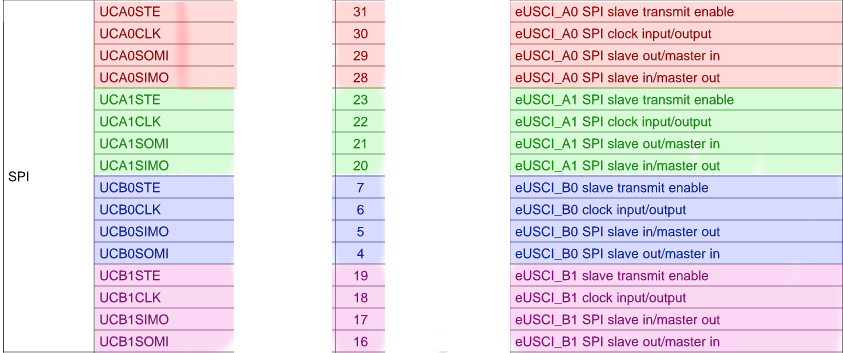 UCA0STE 31 eUSCI_A0 SPI slave transmit enable
UCA0CLK 30 eUSCI_A0 SPI clock input/output
UCA0SOMI 29 eUSCI_A0 SPI slave out/master in
UCA0SIMO 28 eUSCI_A0 SPI slave in/master out
UCA1STE 23 eUSCI_A1 SPI slave transmit enable
UCA1CLK 22 eUSCI_A1 SPI clock input/output
UCA1SOMI 21 eUSCI_A1 SPI slave out/master in
UCA1SIMO 20 eUSCI_A1 SPI slave in/master out
SPI
UCB0STE 7 eUSCI_B0 slave transmit enable
UCB0CLK 6 eUSCI_B0 clock input/output
UCB0SIMO 5 eUSCI_B0 SPI slave in/master out
UCB0SOMI 4 eUSCI_B0 SPI slave out/master in
UCB1STE 19 eUSCI_B1 slave transmit enable
UCB1CLK 18 eUSCI_B1 clock input/output
UCB1SIMO 17 eUSCI_B1 SPI slave in/master out
UCB1SOMI 16 eUSCI_B1 SPI slave out/master in